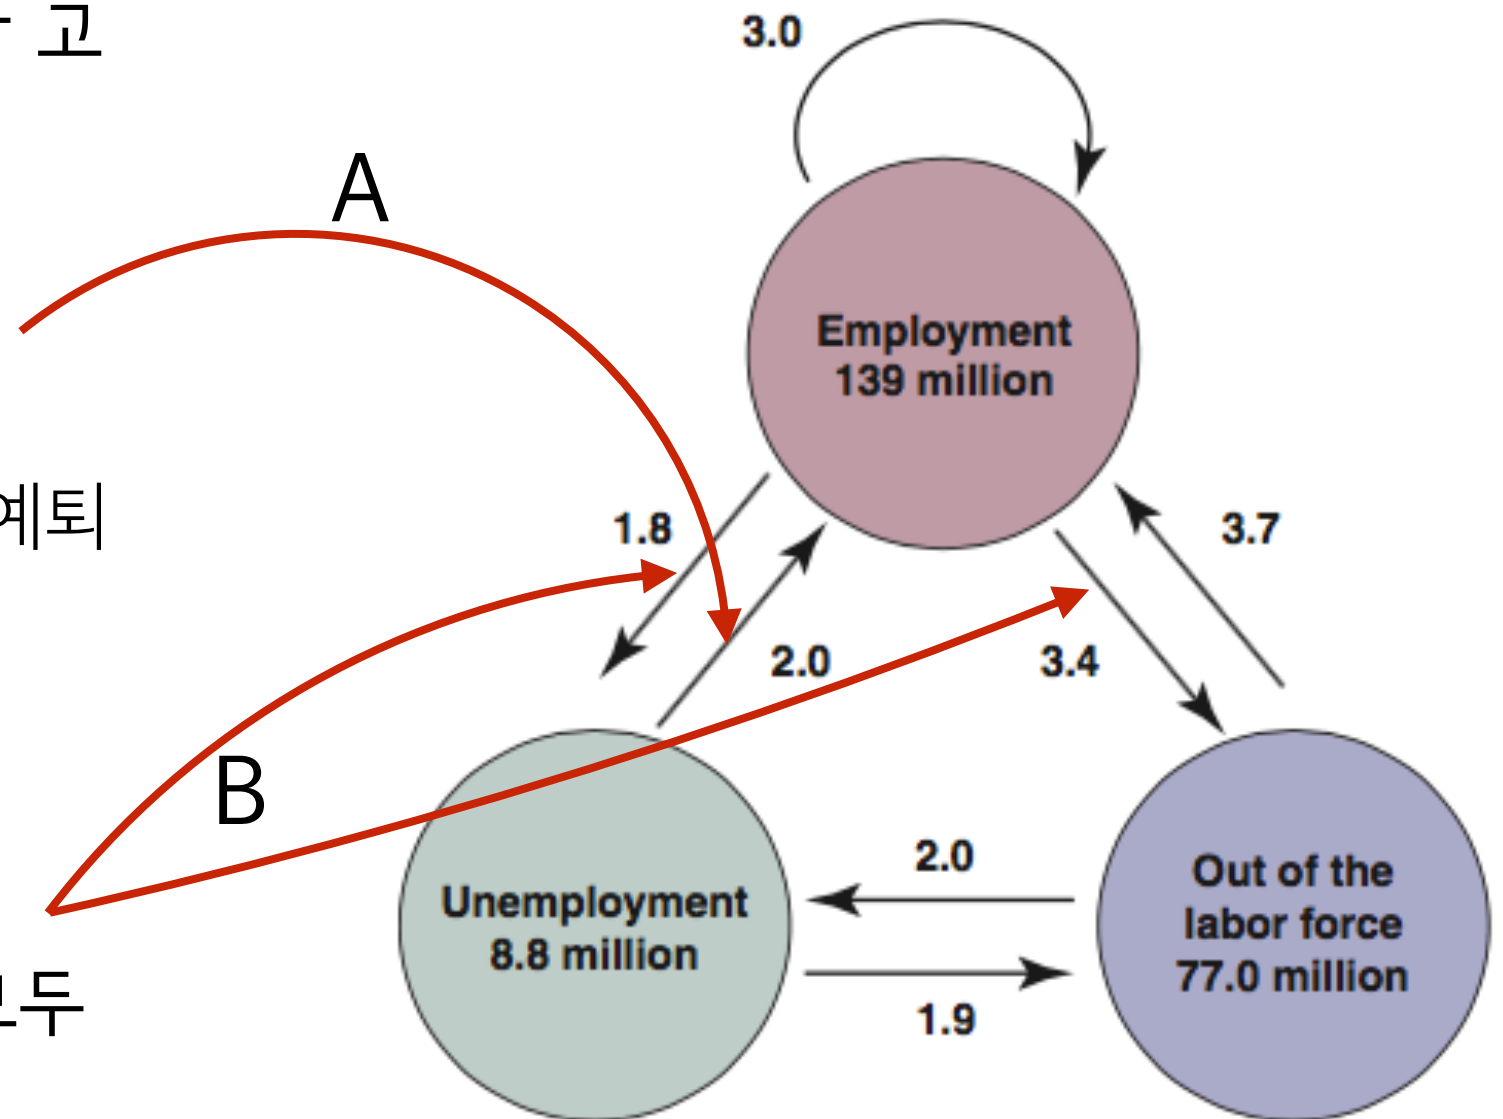 고
3.0
A
Employment
139 million
예퇴
1.8
3.7
2.0
3.4
B
2.0
Unemployment
8.8 million
Out of the
labor force
77.0 million
1.9
모두